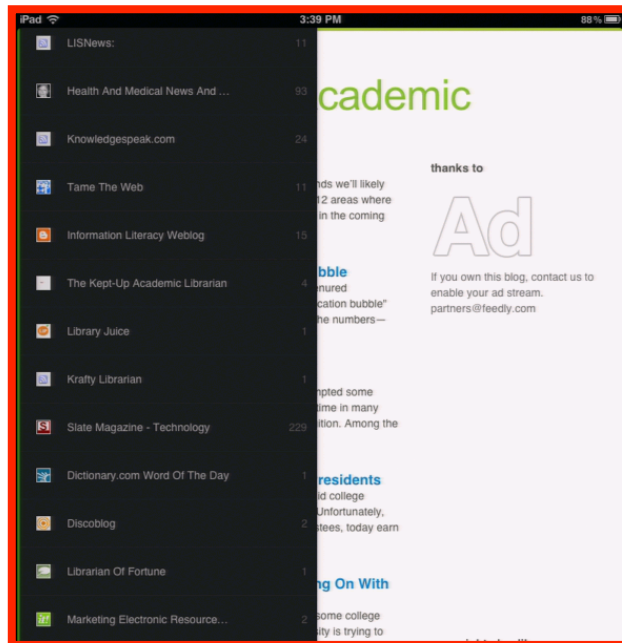 iPad 3:39 PM 88%
LISNews: 11
Health And Medical News And ... 93
Knowledgespeak.com 24
Tame The Web 11
Information Literacy Weblog 15
The Kept-Up Academic Librarian 4
Library Juice 1
Krafty Librarian 1
Slate Magazine - Technology 229
Dictionary.com Word Of The Day 1
Discoblog 2
Librarian Of Fortune 1
Marketing Electronic Resource... 2
cademic
nds we'll likely
12 areas where
in the coming
bble
enured
cation bubble"
he numbers—
mpted some
time in many
ition. Among the
residents
id college
Unfortunately,
stees, today earn
ng On With
some college
ity is trying to
thanks to
Ad
If you own this blog, contact us to
enable your ad stream.
partners@feedly.com